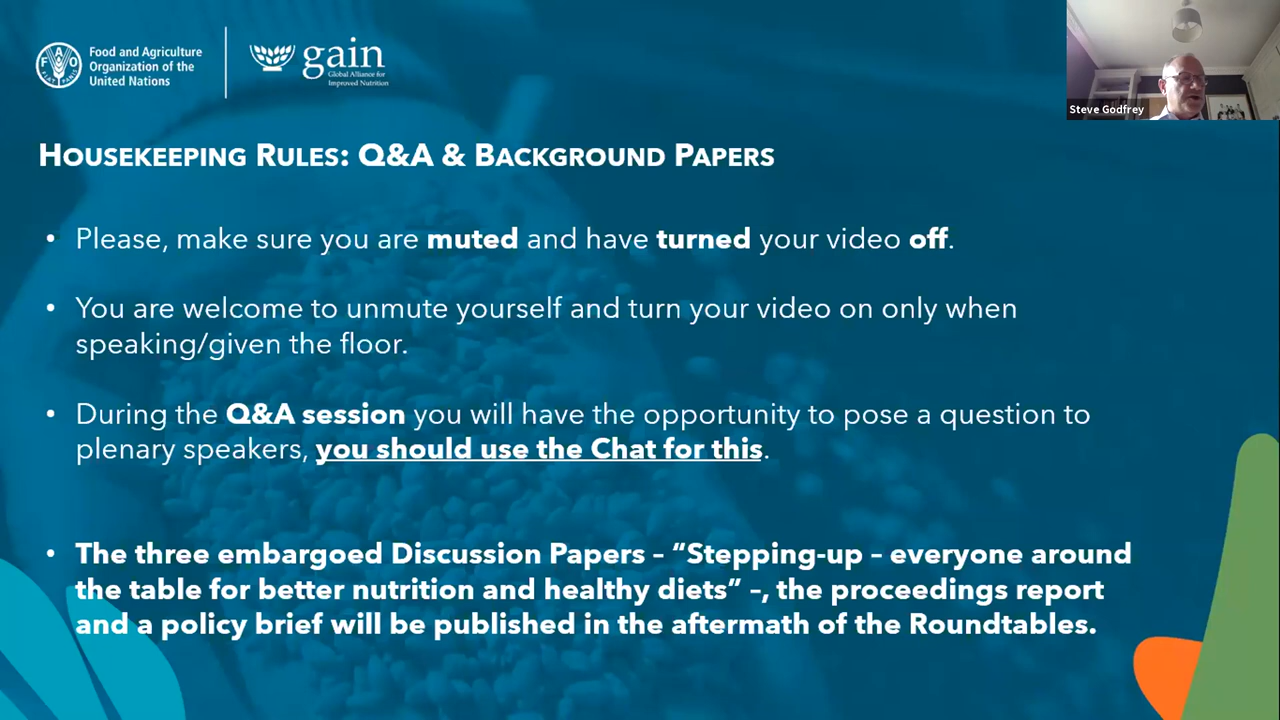 Food and Agriculture
Organization of the
United Nations
gain
Global Alliance for
Improved Nutrition
Steve Godfrey
HOUSEKEEPING RULES: Q&A & BACKGROUND PAPERS
• Please, make sure you are muted and have turned your video off.
• You are welcome to unmute yourself and turn your video on only when
speaking/given the floor.
• During the Q&A session you will have the opportunity to pose a question to
plenary speakers, you should use the Chat for this.
• The three embargoed Discussion Papers – “Stepping-up – everyone around
the table for better nutrition and healthy diets” –, the proceedings report
and a policy brief will be published in the aftermath of the Roundtables.